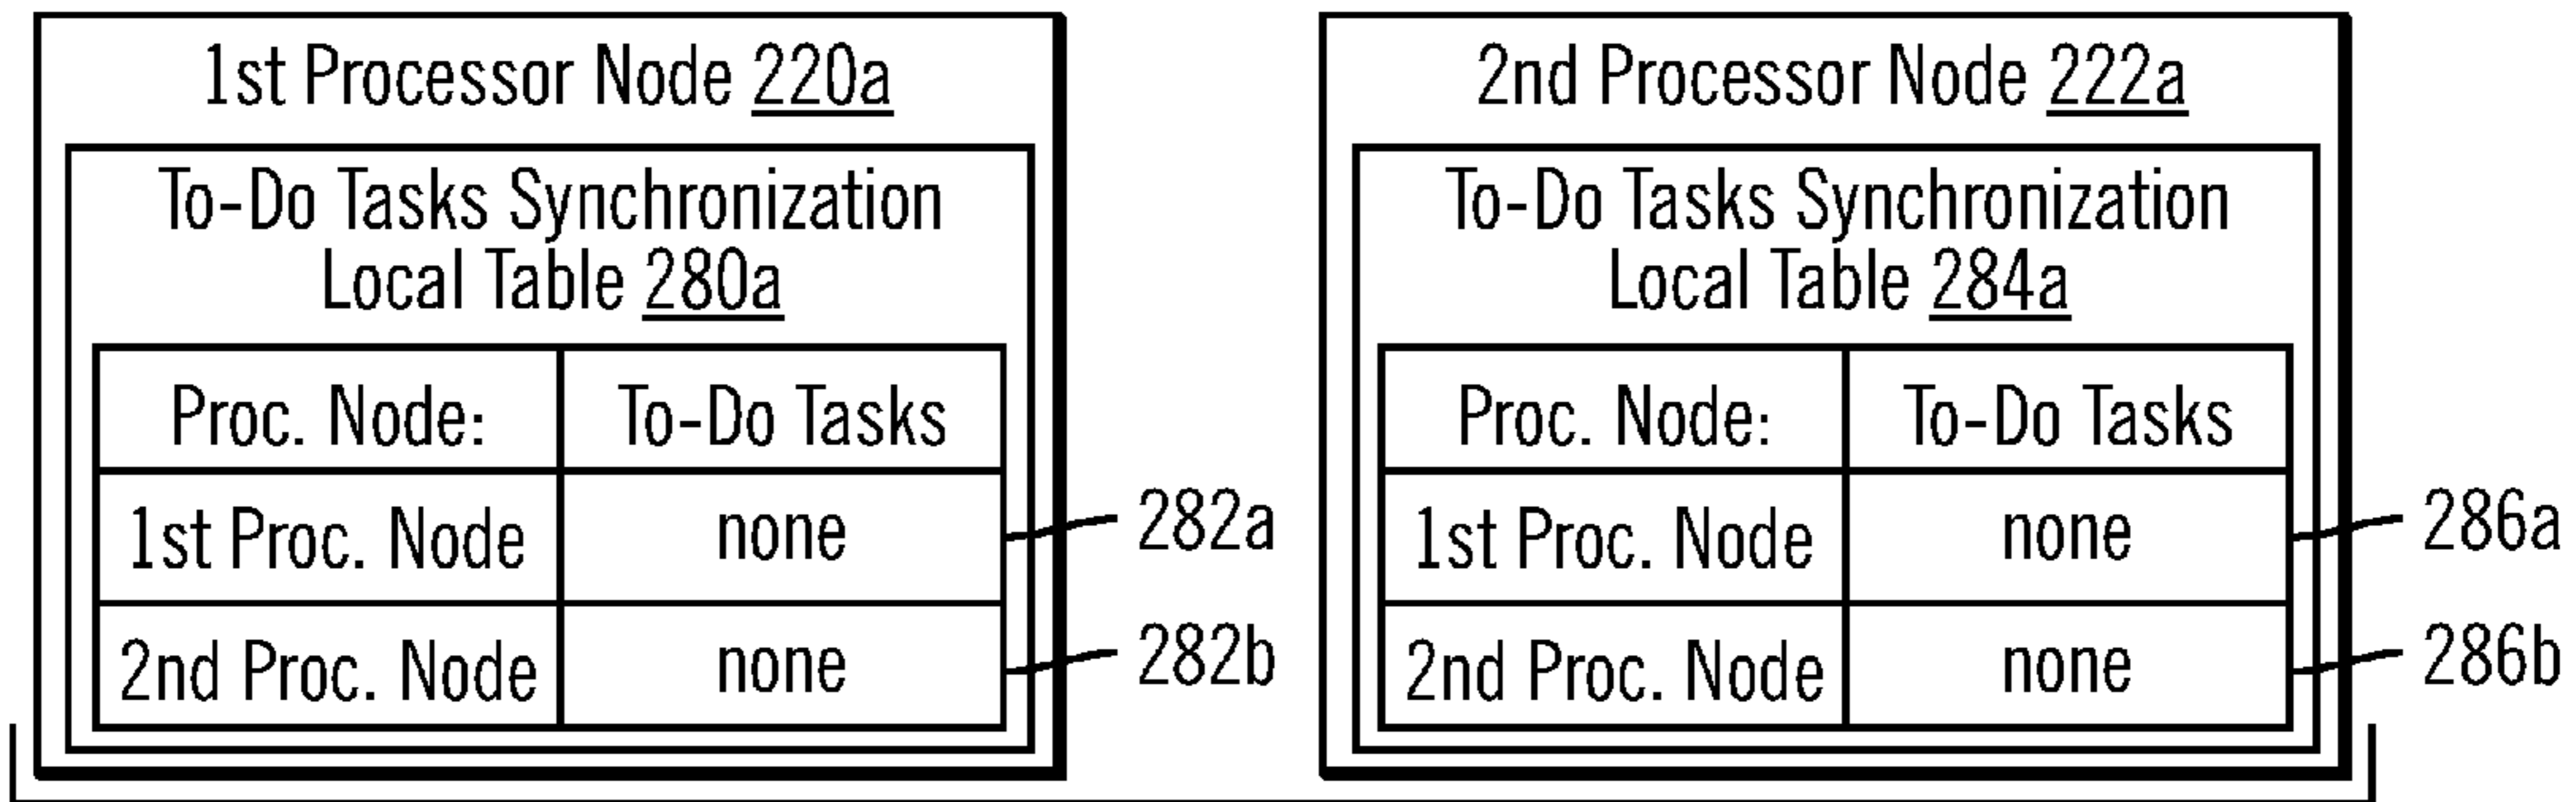 1st Processor Node 220a
To-Do Tasks Synchronization
Local Table 280a
Proc. Node: To-Do Tasks
1st Proc. Node none
282a
2nd Proc. Node none
282b
2nd Processor Node 222a
To-Do Tasks Synchronization
Local Table 284a
Proc. Node: To-Do Tasks
1st Proc. Node none
286a
2nd Proc. Node none
286b